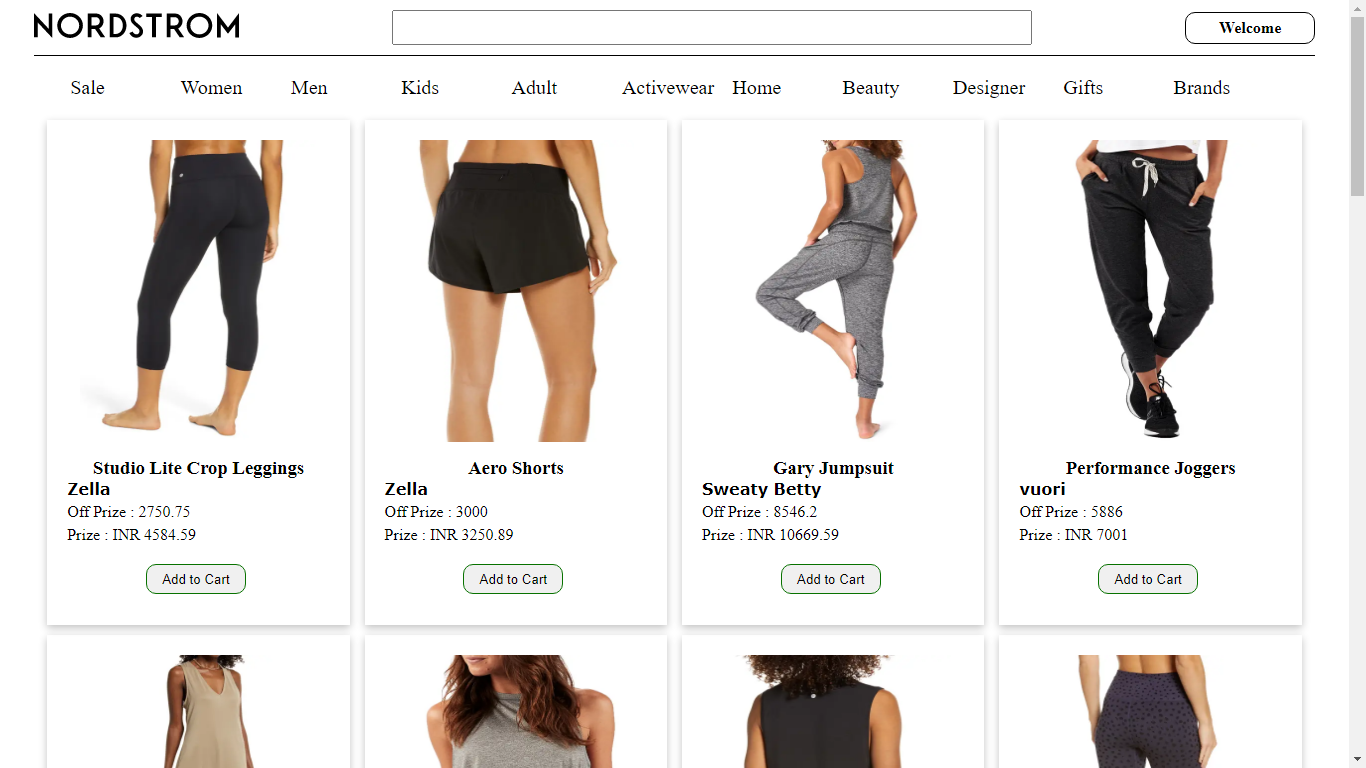 NORDSTROM
Welcome
Sale Women Men Kids Adult Activewear Home Beauty Designer Gifts Brands
Studio Lite Crop Leggings
Zella
Off Prize : 2750.75
Prize : INR 4584.59
Add to Cart
Aero Shorts
Zella
Off Prize : 3000
Prize : INR 3250.89
Add to Cart
Gary Jumpsuit
Sweaty Betty
Off Prize : 8546.2
Prize : INR 10669.59
Add to Cart
Performance Joggers
vuori
Off Prize : 5886
Prize : INR 7001
Add to Cart